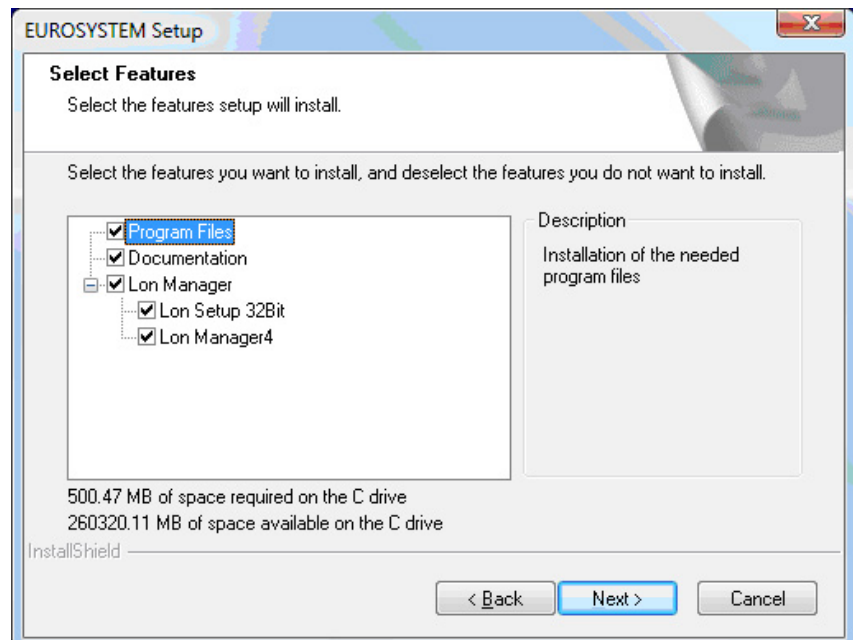 EUROSYSTEM Setup
Select Features
Select the features setup will install.
Select the features you want to install, and deselect the features you do not want to install.
Program Files
Documentation
Lon Manager
Lon Setup 32Bit
Lon Manager4
Description
Installation of the needed
program files
500.47 MB of space required on the C drive
260320.11 MB of space available on the C drive
InstallShield
< Back Next > Cancel